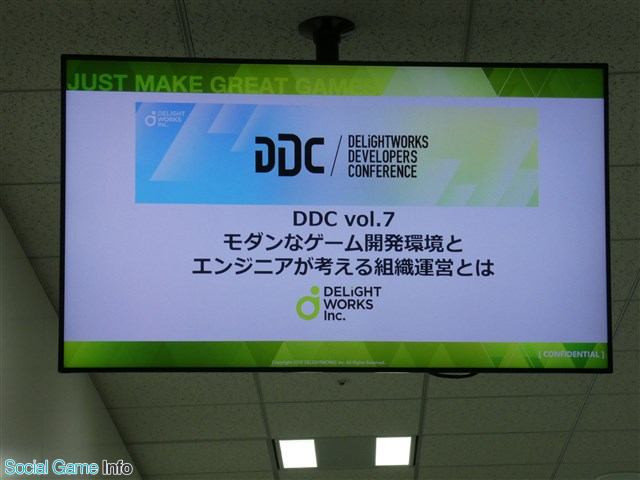 JUST MAKE GREAT GAMES
DELiGHT
WORKS
Inc.
DDC / DELiGHTWORKS
DEVELOPERS
CONFERENCE
DDC vol.7
モダンなゲーム開発環境と
エンジニアが考える組織運営とは
DELiGHT
WORKS
Inc.
[ CONFIDENTIAL ]
Social Game Info